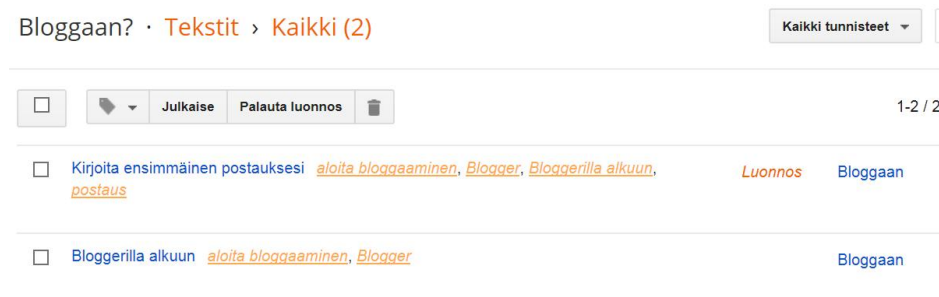 Bloggaan? · Tekstit › Kaikki (2)
Kaikki tunnisteet
Julkaise Palauta luonnos
1-2 / 2
Kirjoita ensimmäinen postauksesi aloita bloggaaminen, Blogger, Bloggerilla alkuun, Luonnos Bloggaan
postaus
Bloggerilla alkuun aloita bloggaaminen, Blogger Bloggaan